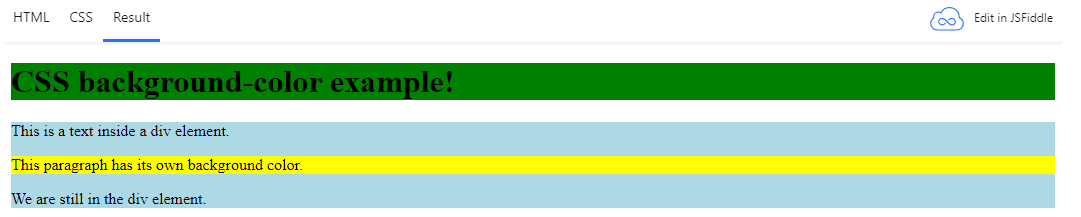 HTML CSS Result Edit in JSFiddle
CSS background-color example!
This is a text inside a div element.
This paragraph has its own background color.
We are still in the div element.